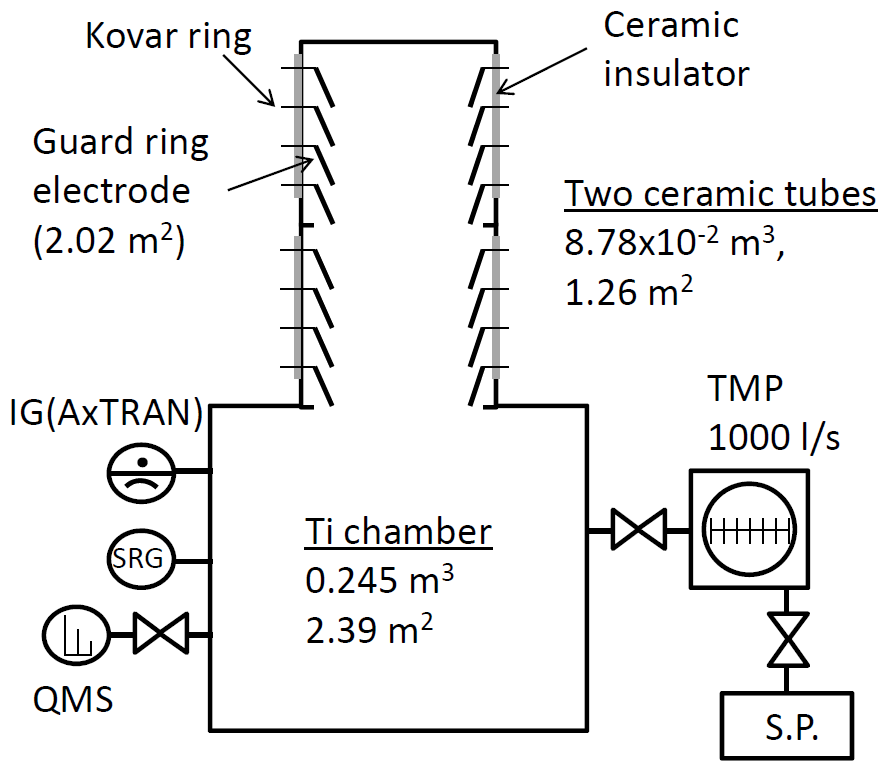 Kovar ring
Ceramic
insulator
Guard ring
electrode
(2.02 m²)
Two ceramic tubes
8.78x10⁻² m³,
1.26 m²
IG(AxTRAN)
TMP
1000 l/s
SRG
Ti chamber
0.245 m³
2.39 m²
QMS
S.P.